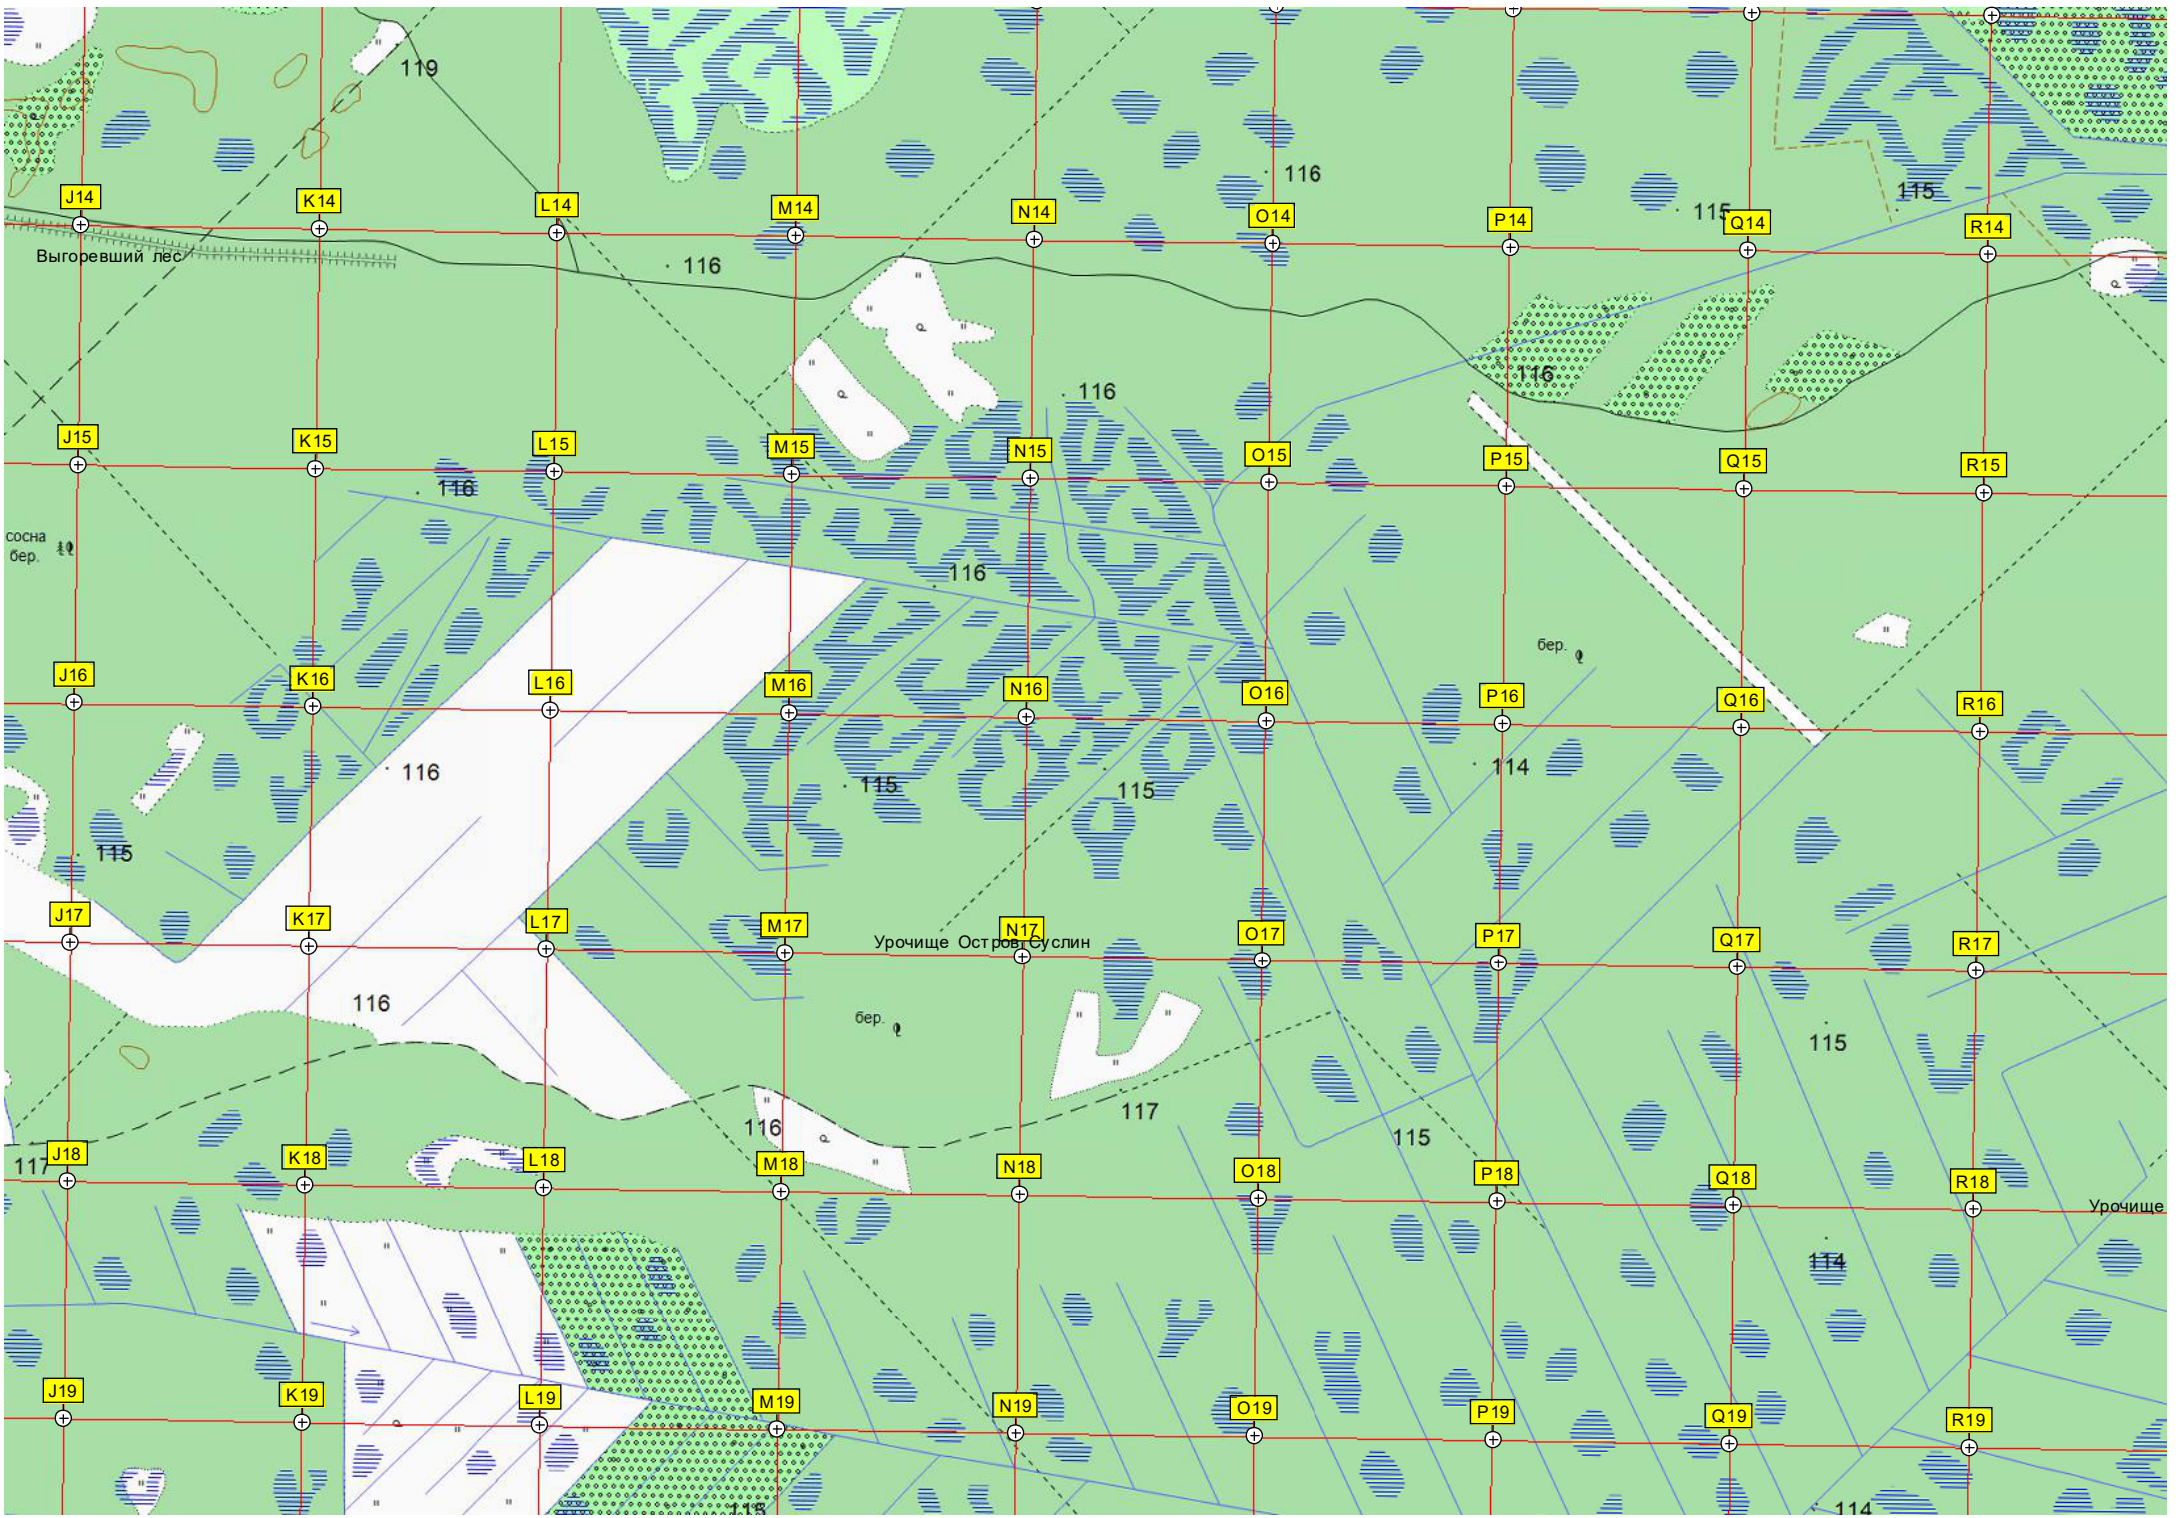 119
116
115
115
J14
K14
L14
M14
N14
O14
P14
Q14
R14
Выгоревший лес
116
116
116
J15
K15
L15
M15
N15
O15
P15
Q15
R15
116
сосна
бер.
116
бер.
J16
K16
L16
M16
N16
O16
P16
Q16
R16
116
115
115
114
115
J17
K17
L17
M17
N17
O17
P17
Q17
R17
Урочище Остров Суслин
116
бер.
115
117
116
115
117
J18
K18
L18
M18
N18
O18
P18
Q18
R18
Урочище
114
J19
K19
L19
M19
N19
O19
P19
Q19
R19
115
114